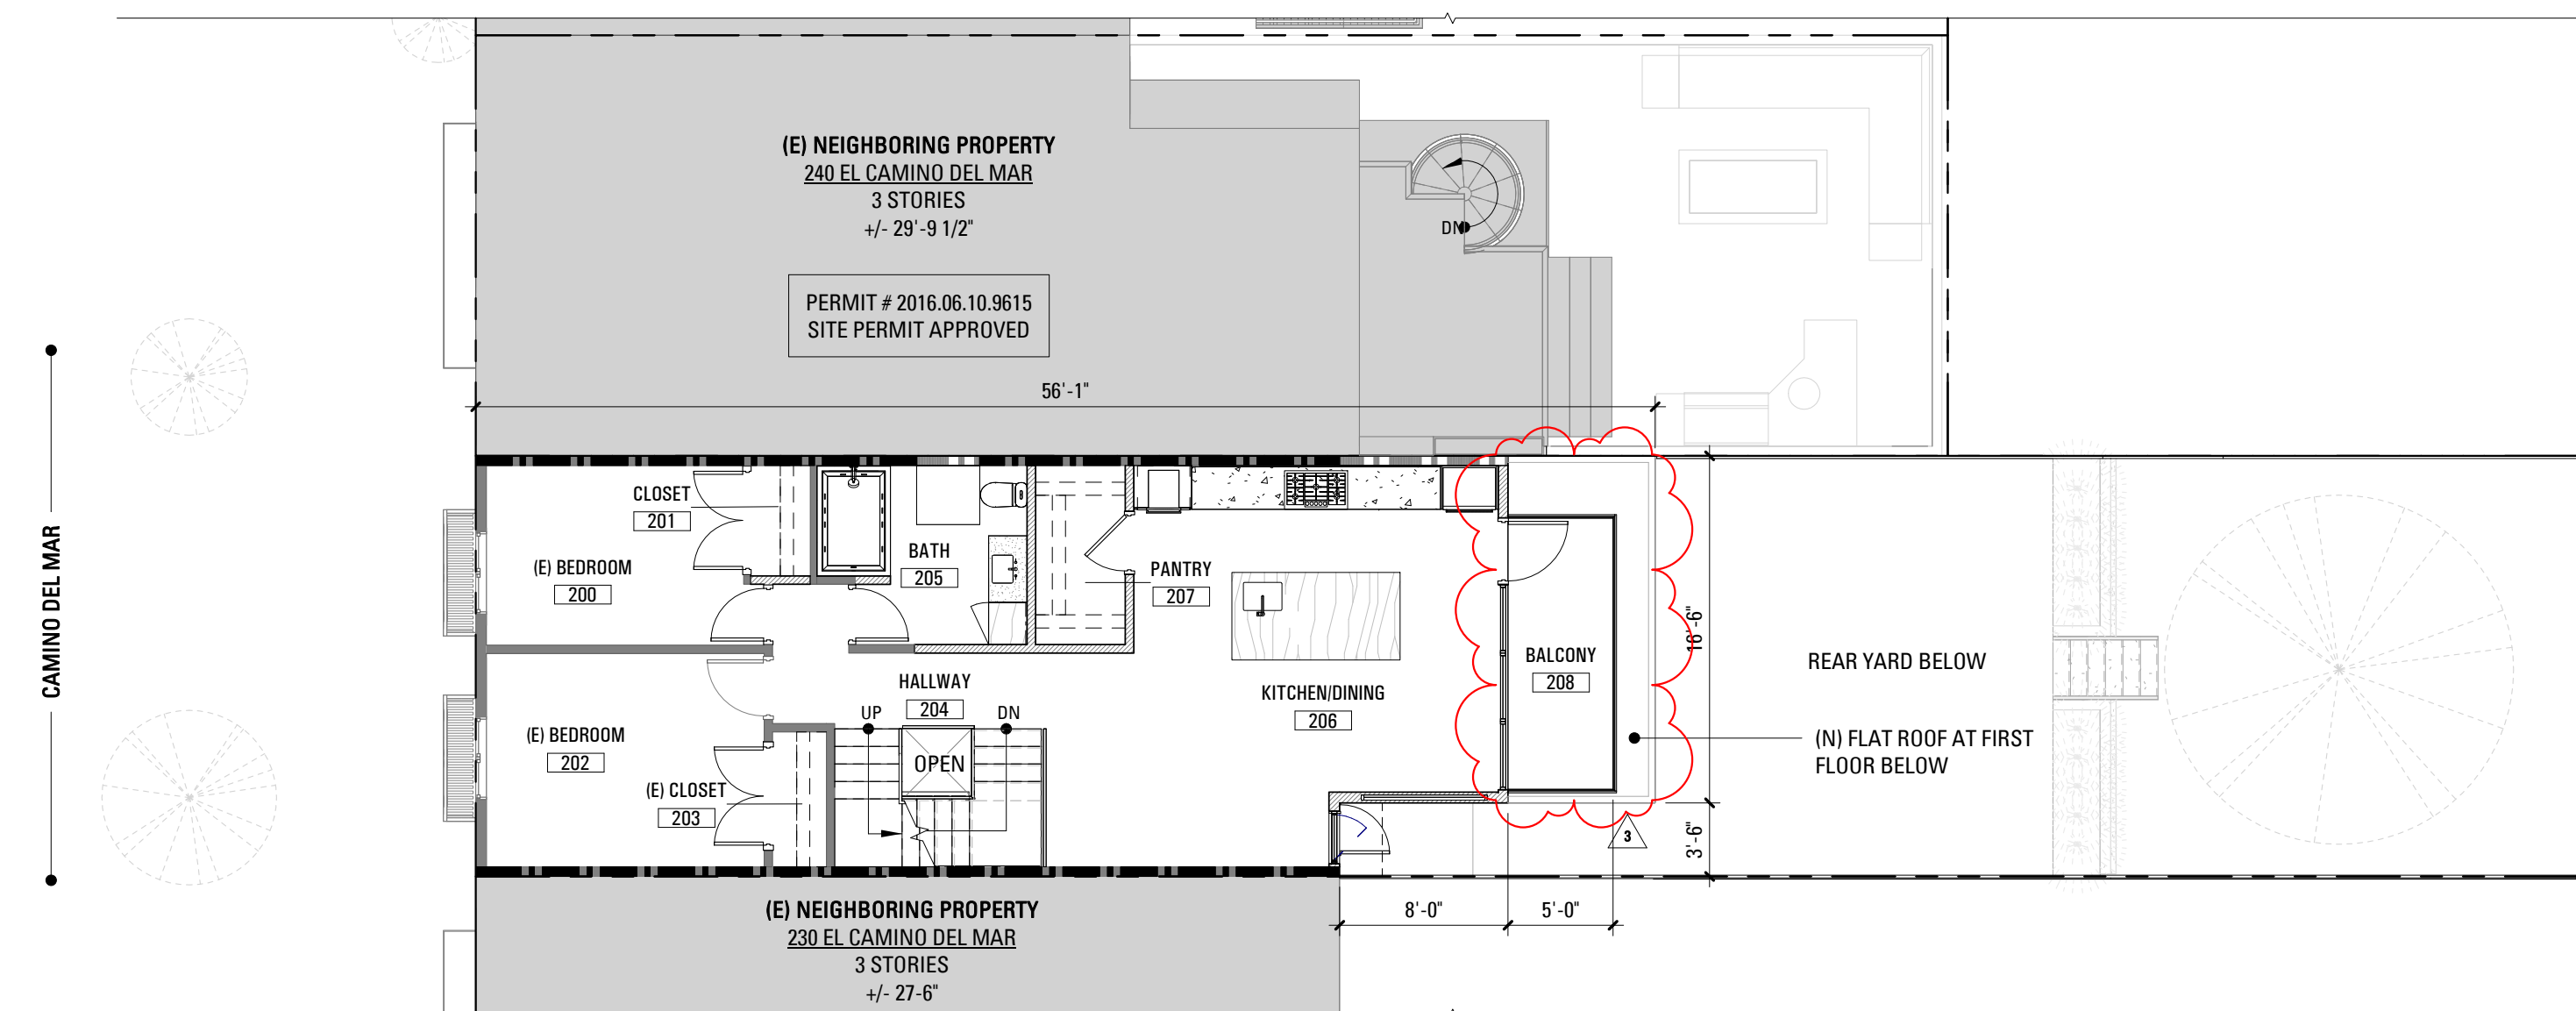 (E) NEIGHBORING PROPERTY
240 EL CAMINO DEL MAR
3 STORIES
+/- 29'-9 1/2"
PERMIT # 2016.06.10.9615
SITE PERMIT APPROVED
DN
56'-1"
CAMINO DEL MAR
CLOSET
201
(E) BEDROOM
200
BATH
205
PANTRY
207
HALLWAY
204
UP
DN
OPEN
(E) BEDROOM
202
(E) CLOSET
203
KITCHEN/DINING
206
BALCONY
208
16'-6"
REAR YARD BELOW
(N) FLAT ROOF AT FIRST
FLOOR BELOW
3
3'-6"
8'-0"
5'-0"
(E) NEIGHBORING PROPERTY
230 EL CAMINO DEL MAR
3 STORIES
+/- 27-6"